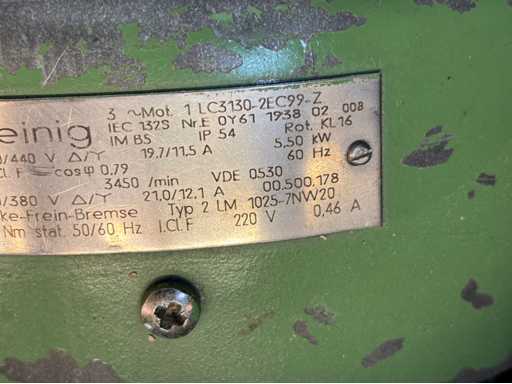 3 ~Mot. 1 LC3130-2EC99-Z
einig IEC 132S Nr.E 0Y61 1938 02 008
IM B5 IP 54 Rot. KL16
/440 V Δ/Y 19,7/11,5 A 5,50 kW
Cl. F cos φ 0,79 60 Hz
3450 /min VDE 0530
/380 V Δ/Y 21,0/12,1 A 00.500.178
ke-Frein-Bremse Typ 2 LM 1025-7NW20
Nm stat. 50/60 Hz I.Cl.F 220 V 0,46 A